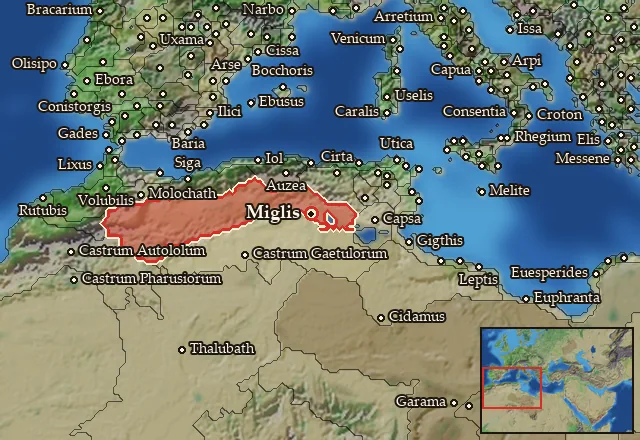 Bracarium
Narbo
Arretium
Issa
Uxama
Cissa
Venicum
Olisipo
Arse
Bocchoris
Capua
Arpi
Ebora
Conistorgis
Ilici
Ebusus
Uselis
Caralis
Consentia
Croton
Gades
Baria
Utica
Rhegium
Elis
Lixus
Siga
Iol
Cirta
Messene
Volubilis
Molochath
Auzea
Melite
Rutubis
Miglis
Capsa
Gigthis
Castrum Autololum
Castrum Gaetulorum
Castrum Pharusiorum
Leptis
Euesperides
Euphranta
Cidamus
Thalubath
Garama